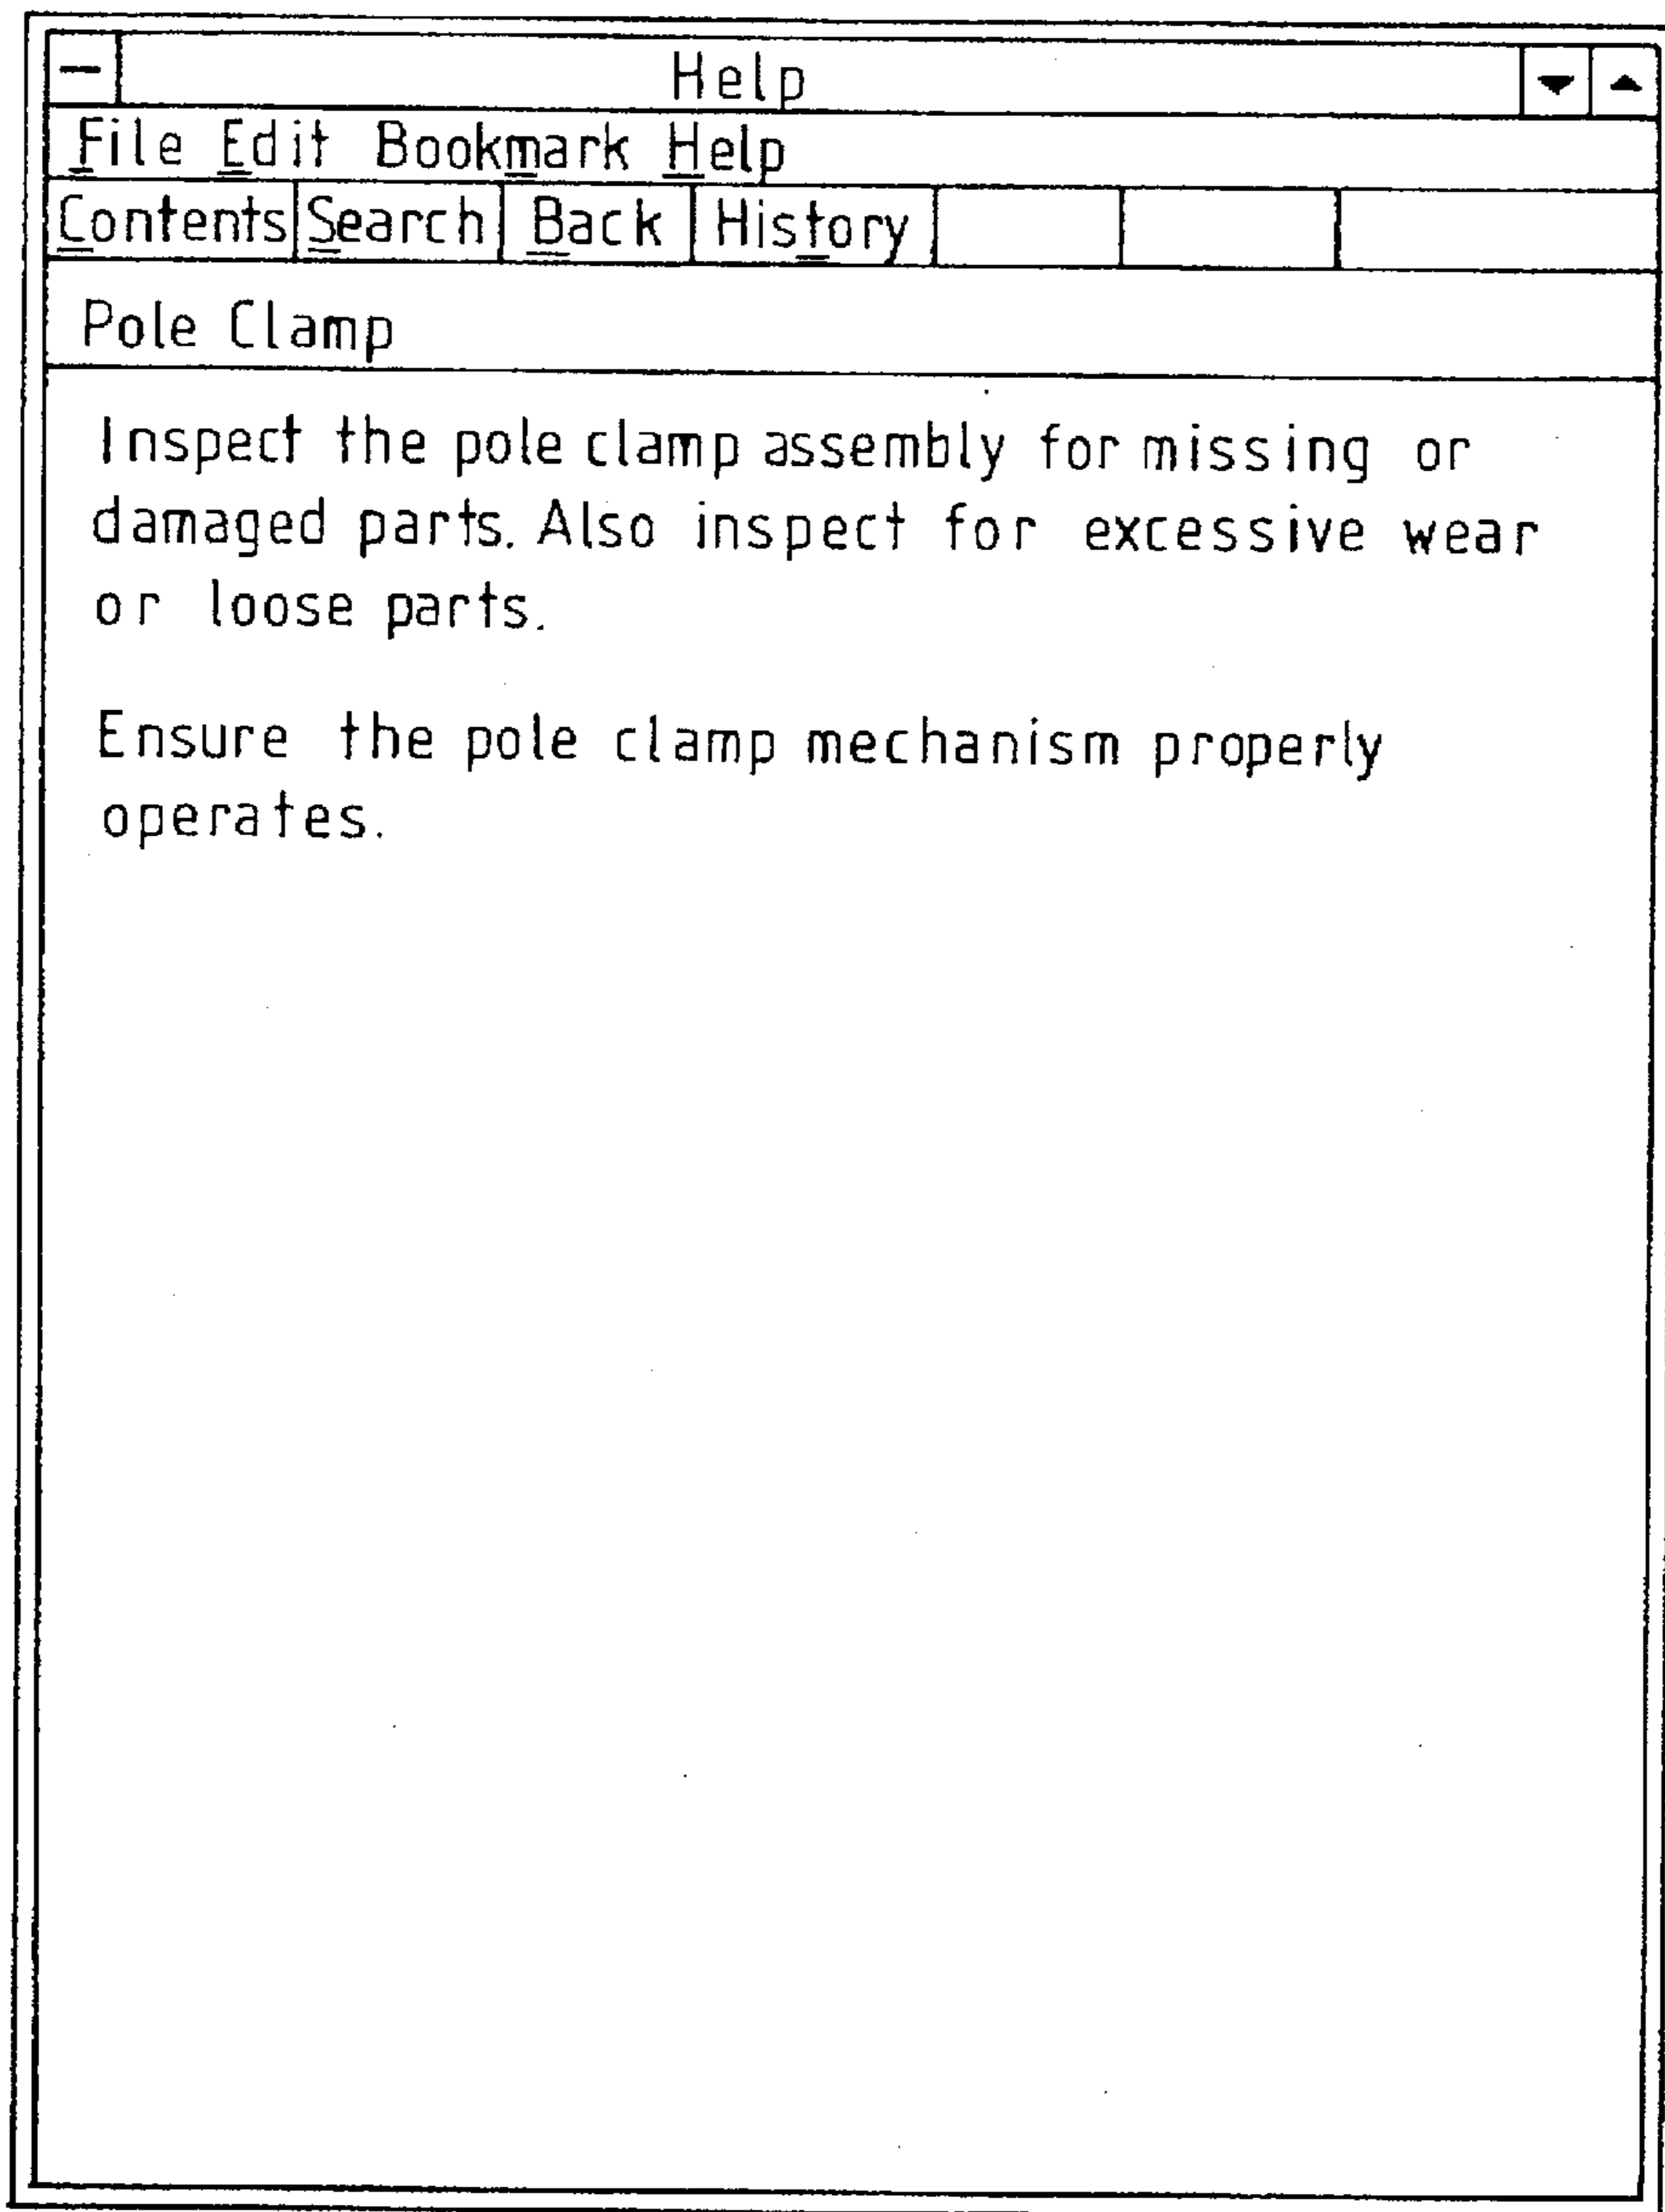 Help
File Edit Bookmark Help
Contents Search Back History
Pole Clamp
Inspect the pole clamp assembly for missing or
damaged parts. Also inspect for excessive wear
or loose parts.
Ensure the pole clamp mechanism properly
operates.